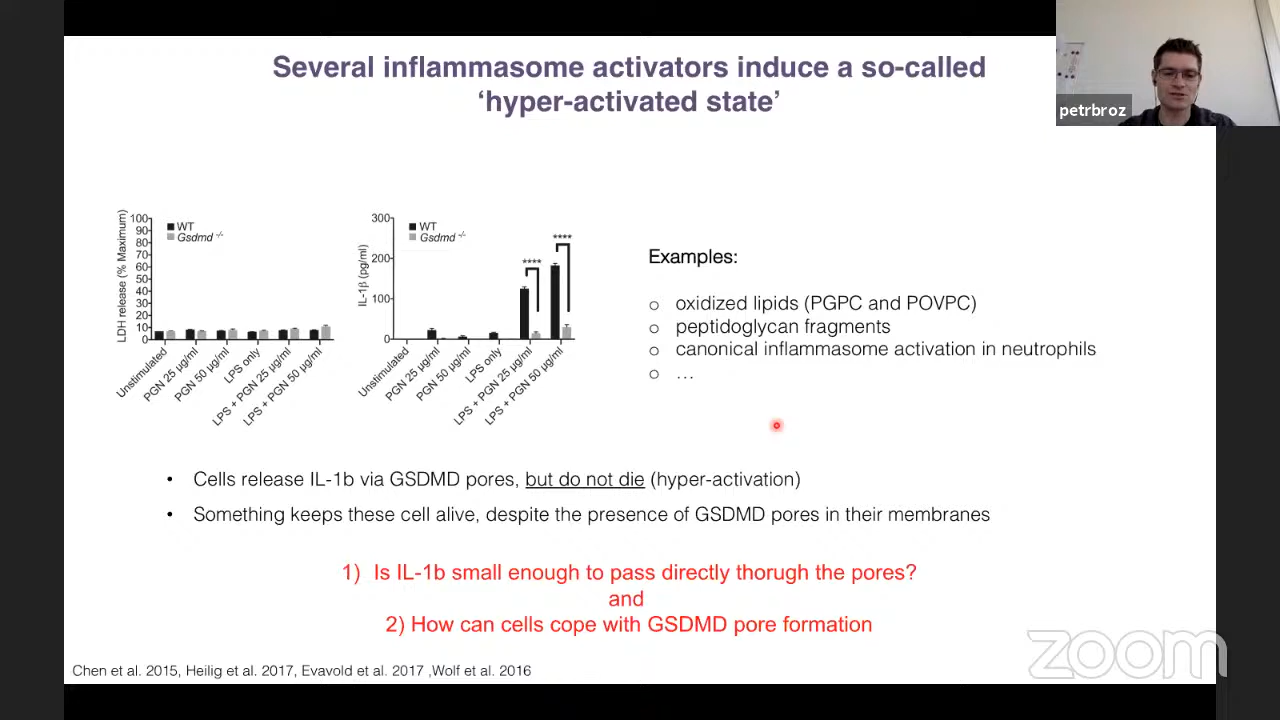 Several inflammasome activators induce a so-called
‘hyper-activated state’
petrbroz
LDH release (% Maximum)
100
90
80
70
60
50
40
30
20
10
0
WT
Gsdmd -/-
Unstimulated
PGN 25 µg/ml
PGN 50 µg/ml
LPS only
LPS + PGN 25 µg/ml
LPS + PGN 50 µg/ml
IL-1β (pg/ml)
300
200
100
0
WT
Gsdmd -/-
****
****
Unstimulated
PGN 25 µg/ml
PGN 50 µg/ml
LPS only
LPS + PGN 25 µg/ml
LPS + PGN 50 µg/ml
Examples:
o oxidized lipids (PGPC and POVPC)
o peptidoglycan fragments
o canonical inflammasome activation in neutrophils
o …
• Cells release IL-1b via GSDMD pores, but do not die (hyper-activation)
• Something keeps these cell alive, despite the presence of GSDMD pores in their membranes
1) Is IL-1b small enough to pass directly thorugh the pores?
and
2) How can cells cope with GSDMD pore formation
Chen et al. 2015, Heilig et al. 2017, Evavold et al. 2017 ,Wolf et al. 2016
zoom